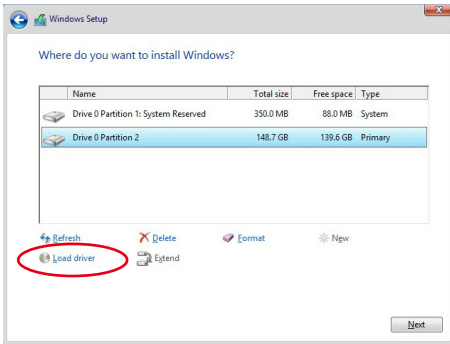 Windows Setup
Where do you want to install Windows?
Name Total size Free space Type
Drive 0 Partition 1: System Reserved 350.0 MB 88.0 MB System
Drive 0 Partition 2 148.7 GB 139.6 GB Primary
Refresh Delete Format New
Load driver Extend
Next